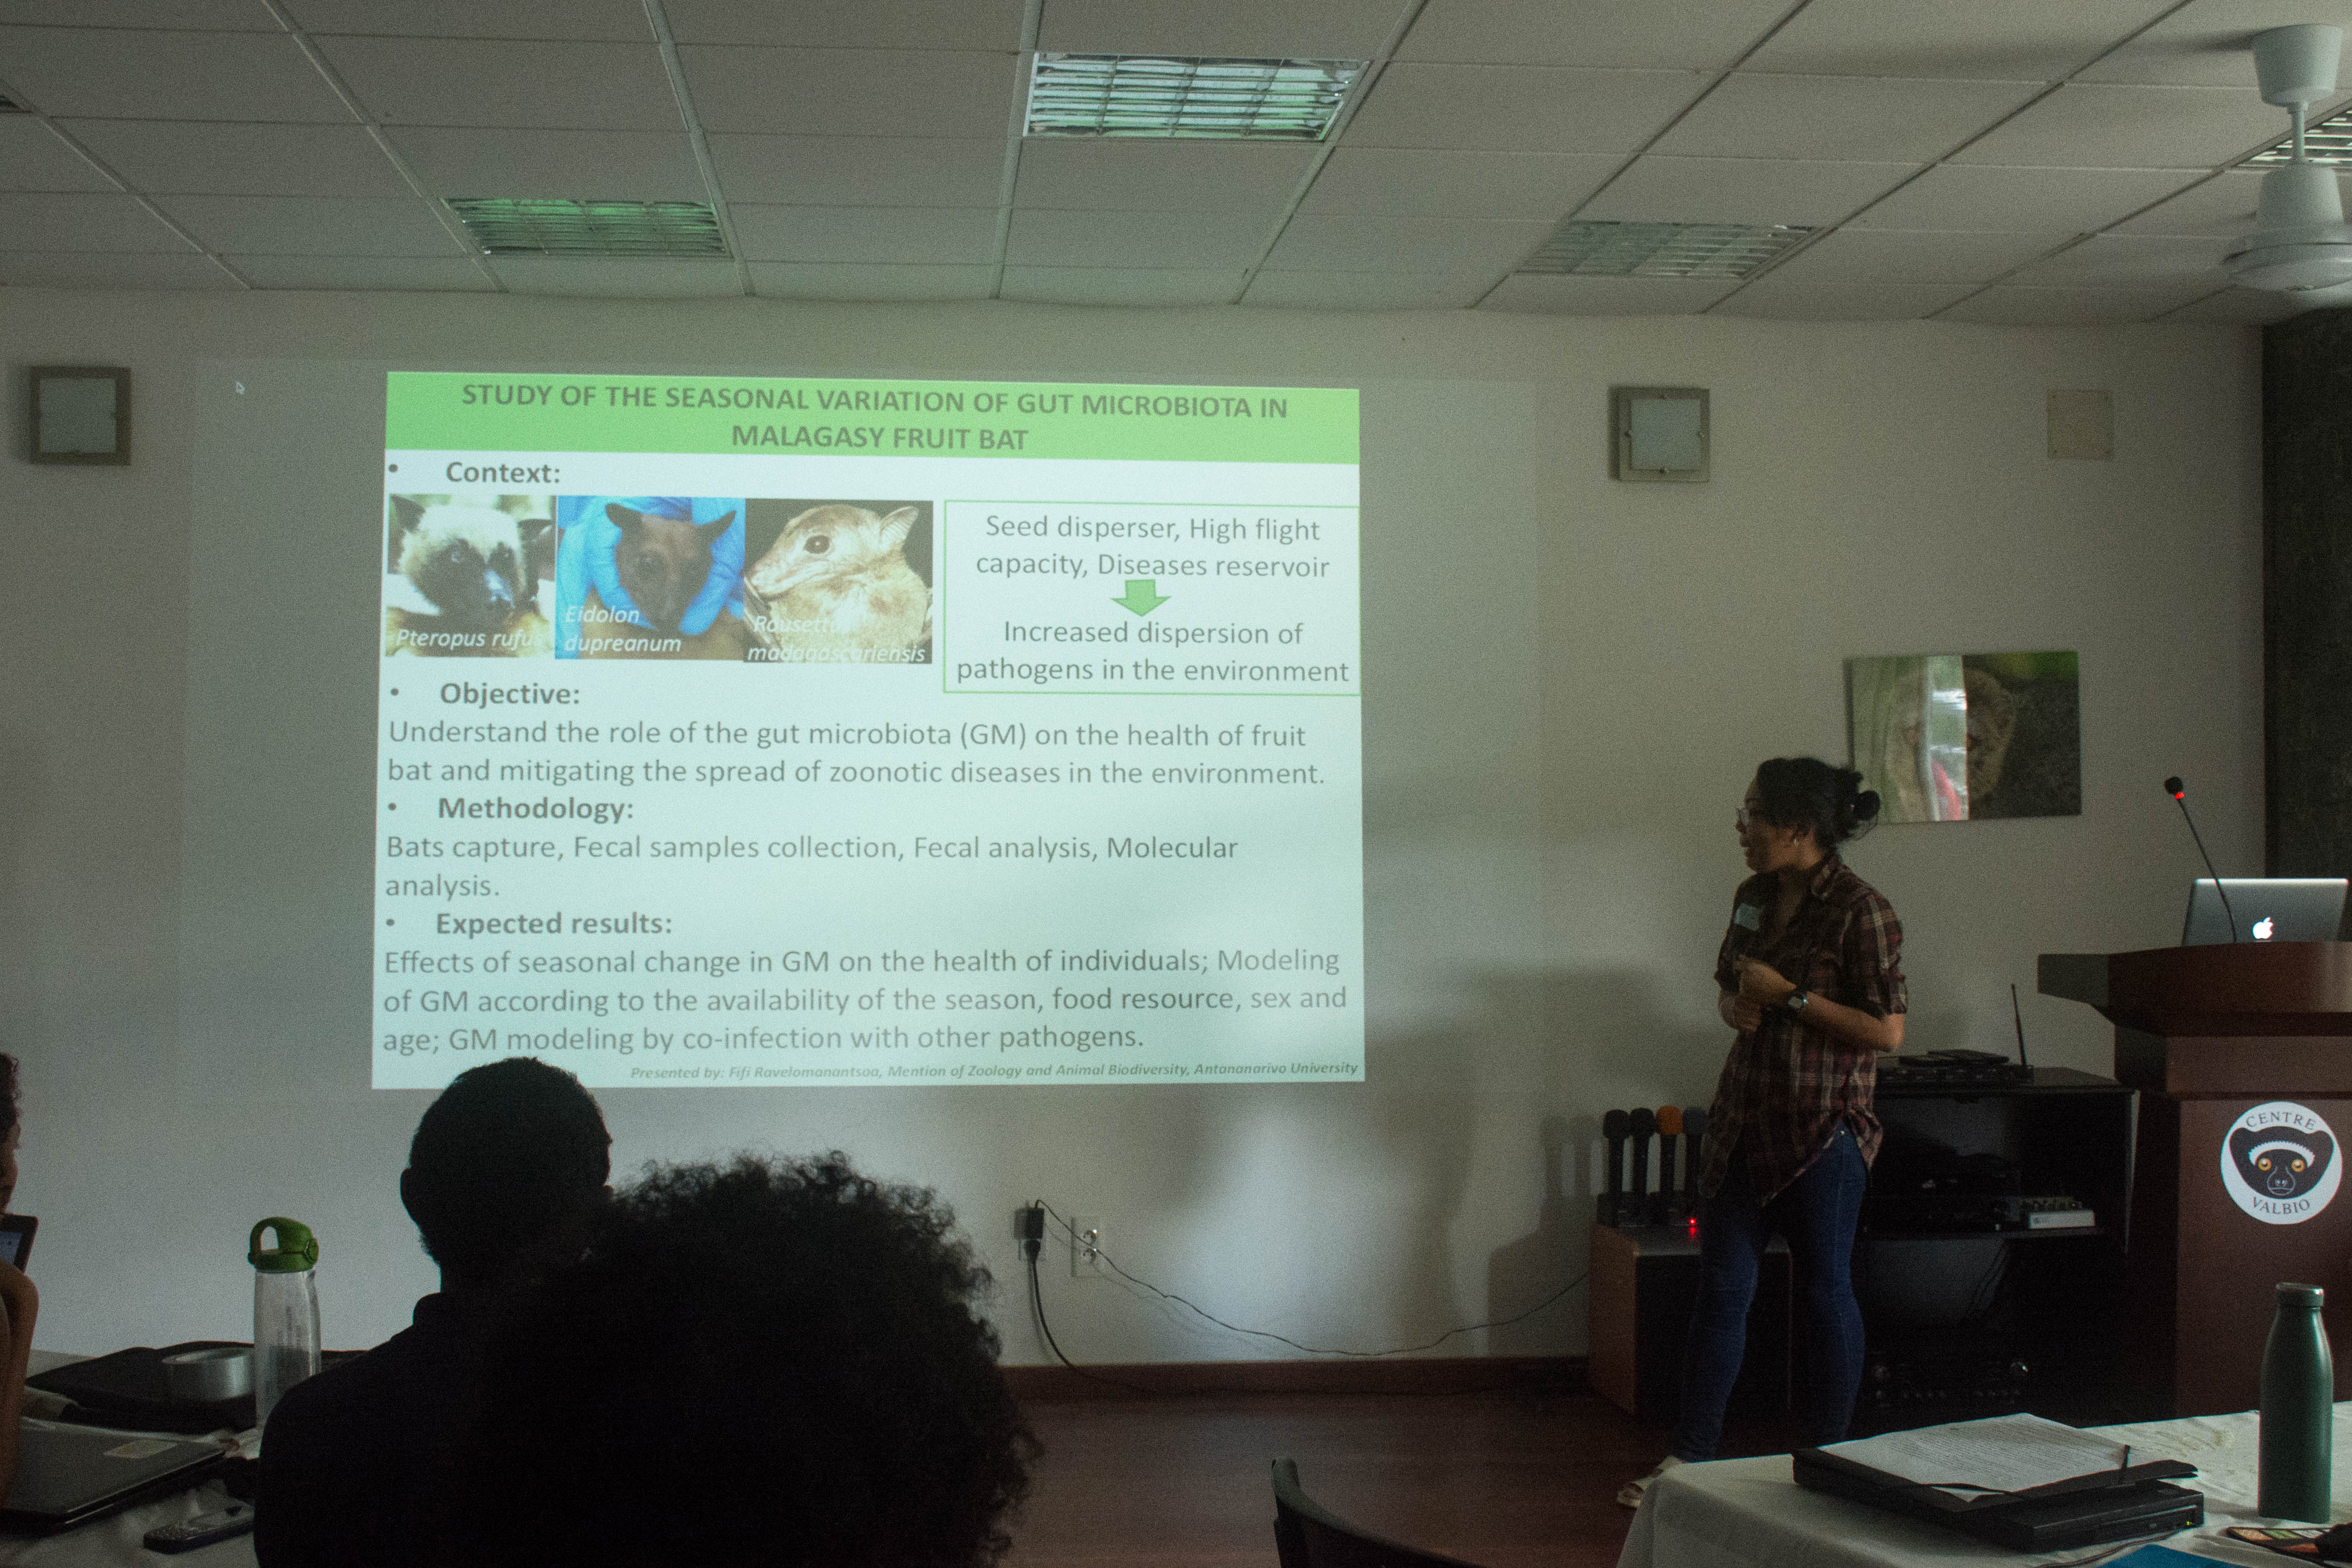 STUDY OF THE SEASONAL VARIATION OF GUT MICROBIOTA IN
MALAGASY FRUIT BAT
• Context:
Pteropus rufus
Eidolon
dupreanum
Rousettus
madagascariensis
Seed disperser, High flight
capacity, Diseases reservoir
Increased dispersion of
pathogens in the environment
• Objective:
Understand the role of the gut microbiota (GM) on the health of fruit
bat and mitigating the spread of zoonotic diseases in the environment.
• Methodology:
Bats capture, Fecal samples collection, Fecal analysis, Molecular
analysis.
• Expected results:
Effects of seasonal change in GM on the health of individuals; Modeling
of GM according to the availability of the season, food resource, sex and
age; GM modeling by co-infection with other pathogens.
Presented by: Fifi Ravelomanantsoa, Mention of Zoology and Animal Biodiversity, Antananarivo University
CENTRE
VALBIO